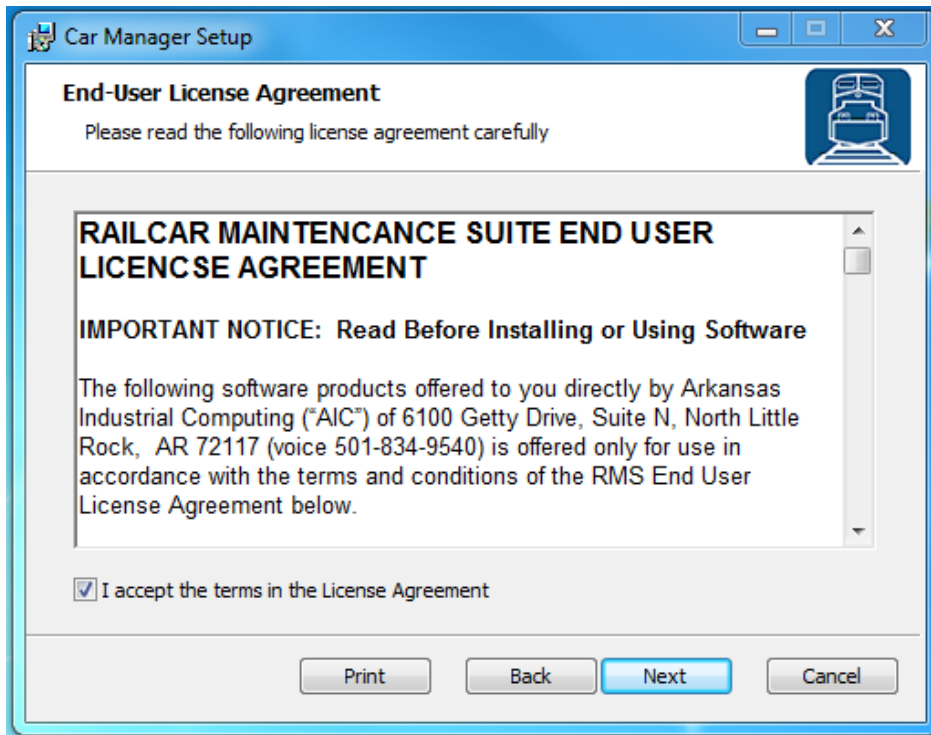 Car Manager Setup
End-User License Agreement
Please read the following license agreement carefully
RAILCAR MAINTENCANCE SUITE END USER
LICENCSE AGREEMENT
IMPORTANT NOTICE:  Read Before Installing or Using Software
The following software products offered to you directly by Arkansas
Industrial Computing (“AIC”) of 6100 Getty Drive, Suite N, North Little
Rock,  AR 72117 (voice 501-834-9540) is offered only for use in
accordance with the terms and conditions of the RMS End User
License Agreement below.
I accept the terms in the License Agreement
Print Back Next Cancel